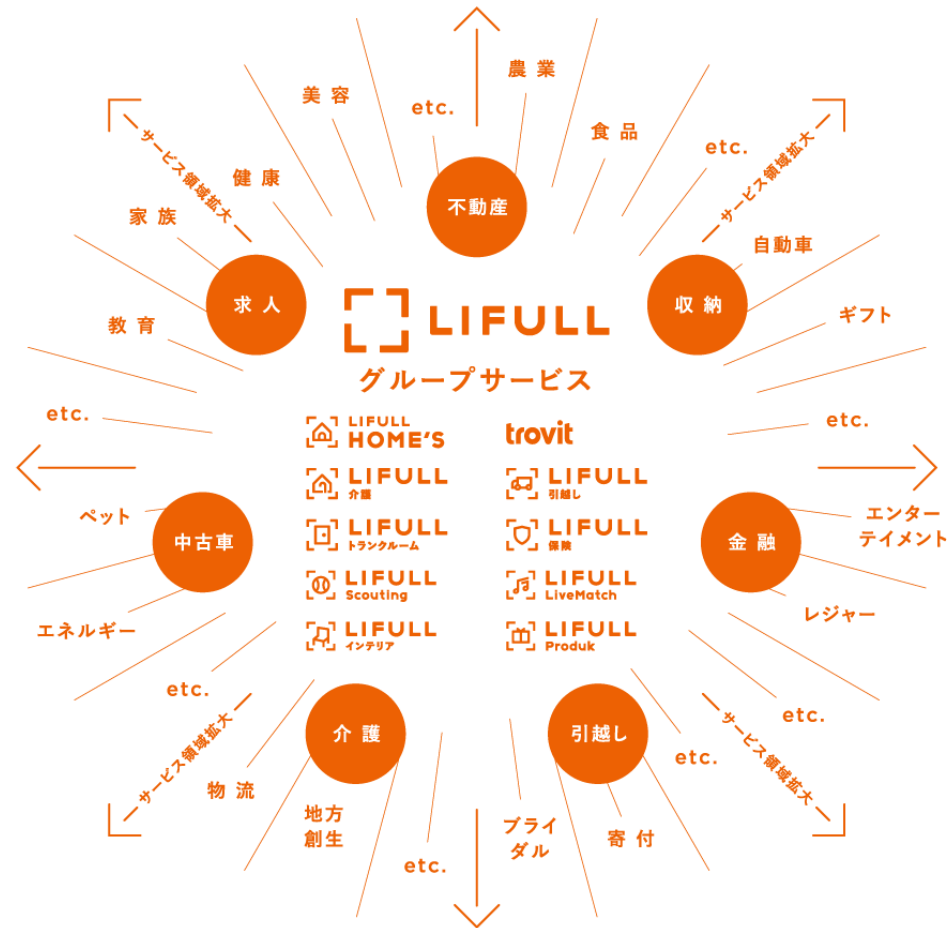 農業
美容
etc.
食品
etc.
サービス領域拡大
サービス領域拡大
健康
家族
不動産
自動車
求人
収納
LIFULL
教育
ギフト
グループサービス
etc.
etc.
LIFULL
HOME'S
trovit
LIFULL
介護
LIFULL
引越し
ペット
エンター
テイメント
中古車
LIFULL
トランクルーム
LIFULL
保険
金融
LIFULL
Scouting
LIFULL
LiveMatch
レジャー
エネルギー
LIFULL
インテリア
LIFULL
Produk
etc.
etc.
介護
引越し
サービス領域拡大
サービス領域拡大
etc.
物流
地方
創生
ブライ
ダル
寄付
etc.